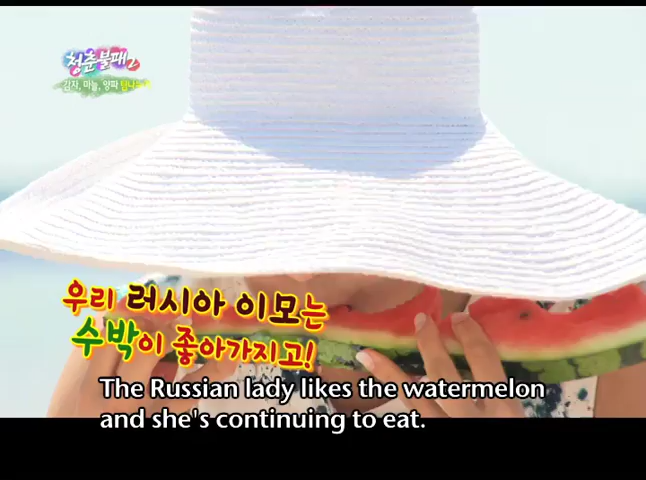 청춘불패2
감자, 마늘, 양파
우리 러시아 이모는
수박이 좋아가지고!
The Russian lady likes the watermelon
and she's continuing to eat.